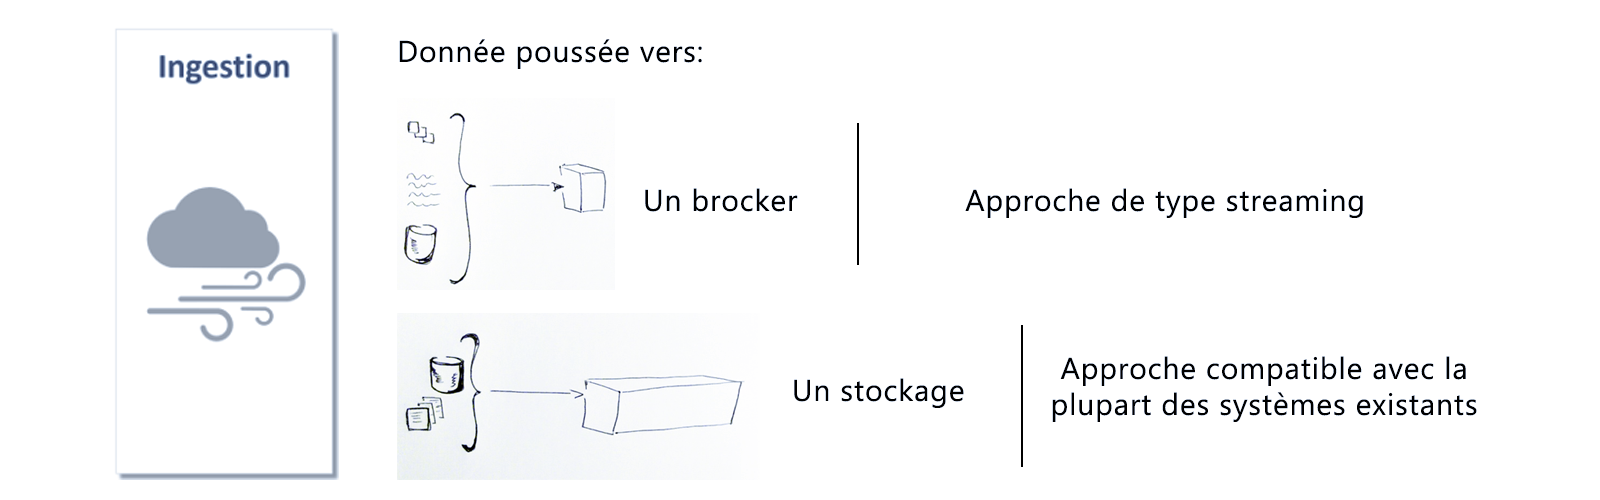 Ingestion
Donnée poussée vers:
Un brocker
Approche de type streaming
Un stockage
Approche compatible avec la
plupart des systèmes existants